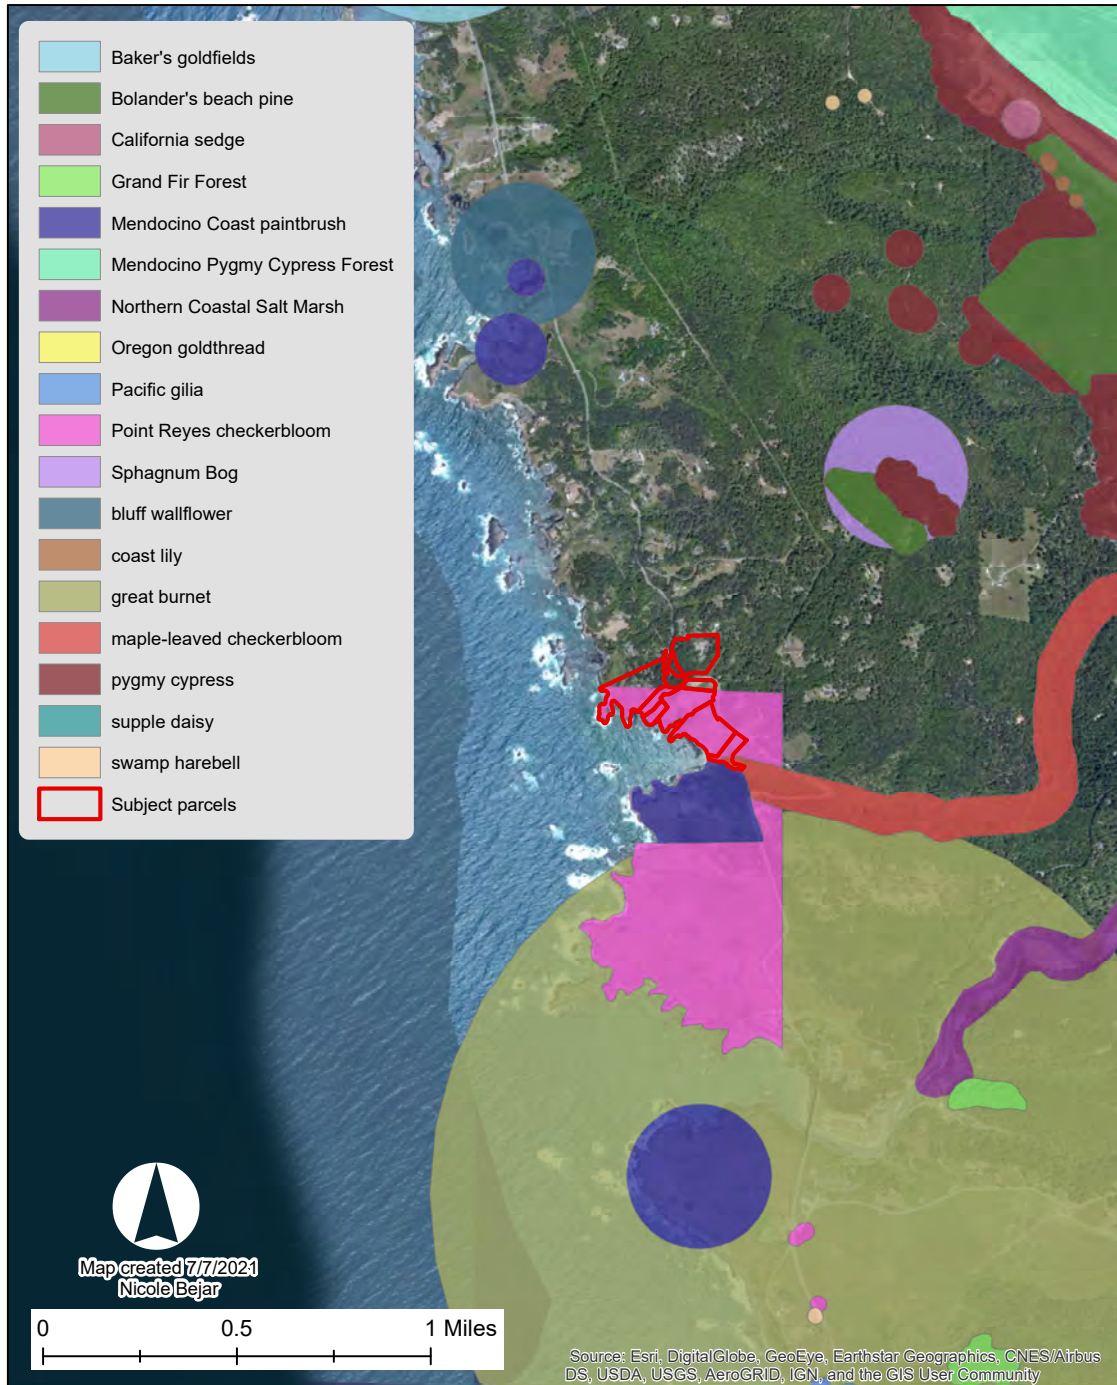 Baker's goldfields
Bolander's beach pine
California sedge
Grand Fir Forest
Mendocino Coast paintbrush
Mendocino Pygmy Cypress Forest
Northern Coastal Salt Marsh
Oregon goldthread
Pacific gilia
Point Reyes checkerbloom
Sphagnum Bog
bluff wallflower
coast lily
great burnet
maple-leaved checkerbloom
pygmy cypress
supple daisy
swamp harebell
Subject parcels
Map created 7/7/2021
Nicole Bejar
0 0.5 1 Miles
Source: Esri, DigitalGlobe, GeoEye, Earthstar Geographics, CNES/Airbus
DS, USDA, USGS, AeroGRID, IGN, and the GIS User Community